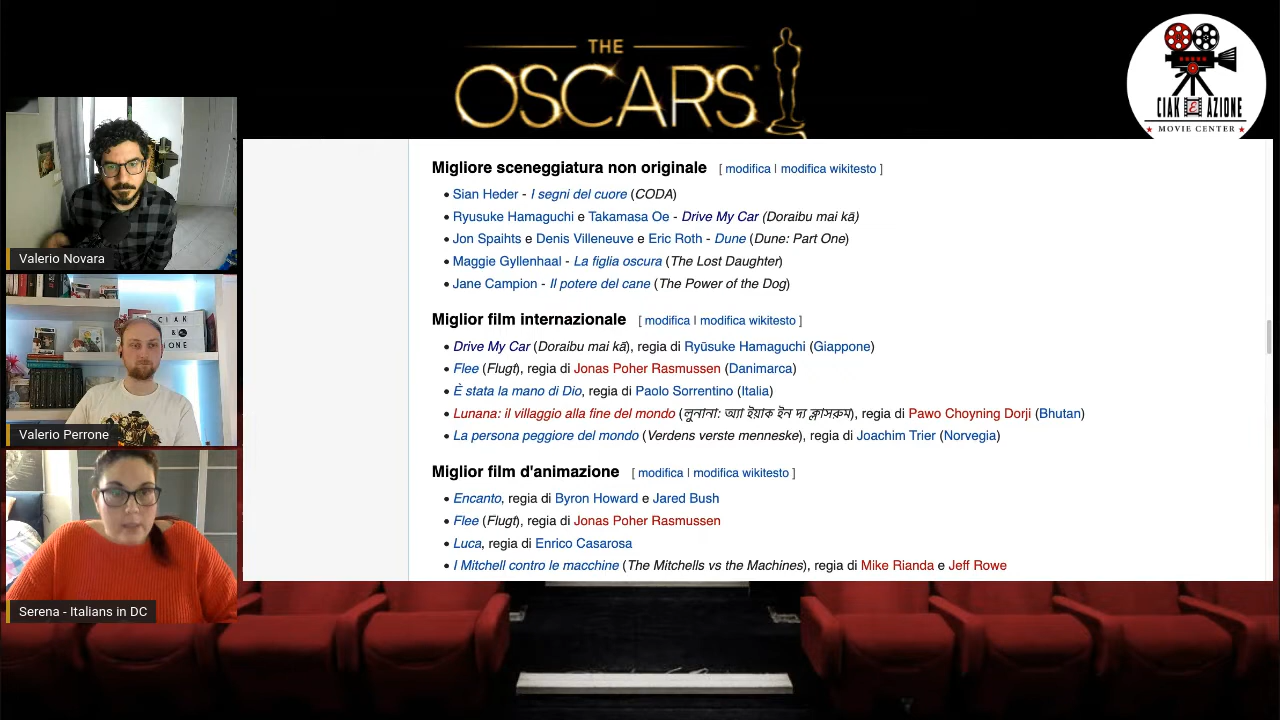 THE
OSCARS
CIAK E AZIONE
MOVIE CENTER
Valerio Novara
CIAK
&
IONE
Valerio Perrone
Serena - Italians in DC
Migliore sceneggiatura non originale [ modifica | modifica wikitesto ]
• Sian Heder - I segni del cuore (CODA)
• Ryusuke Hamaguchi e Takamasa Oe - Drive My Car (Doraibu mai kā)
• Jon Spaihts e Denis Villeneuve e Eric Roth - Dune (Dune: Part One)
• Maggie Gyllenhaal - La figlia oscura (The Lost Daughter)
• Jane Campion - Il potere del cane (The Power of the Dog)
Miglior film internazionale [ modifica | modifica wikitesto ]
• Drive My Car (Doraibu mai kā), regia di Ryūsuke Hamaguchi (Giappone)
• Flee (Flugt), regia di Jonas Poher Rasmussen (Danimarca)
• È stata la mano di Dio, regia di Paolo Sorrentino (Italia)
• Lunana: il villaggio alla fine del mondo (লুনানা: অ্যা ইয়াক ইন দ্য ক্লাসরুম), regia di Pawo Choyning Dorji (Bhutan)
• La persona peggiore del mondo (Verdens verste menneske), regia di Joachim Trier (Norvegia)
Miglior film d'animazione [ modifica | modifica wikitesto ]
• Encanto, regia di Byron Howard e Jared Bush
• Flee (Flugt), regia di Jonas Poher Rasmussen
• Luca, regia di Enrico Casarosa
• I Mitchell contro le macchine (The Mitchells vs the Machines), regia di Mike Rianda e Jeff Rowe